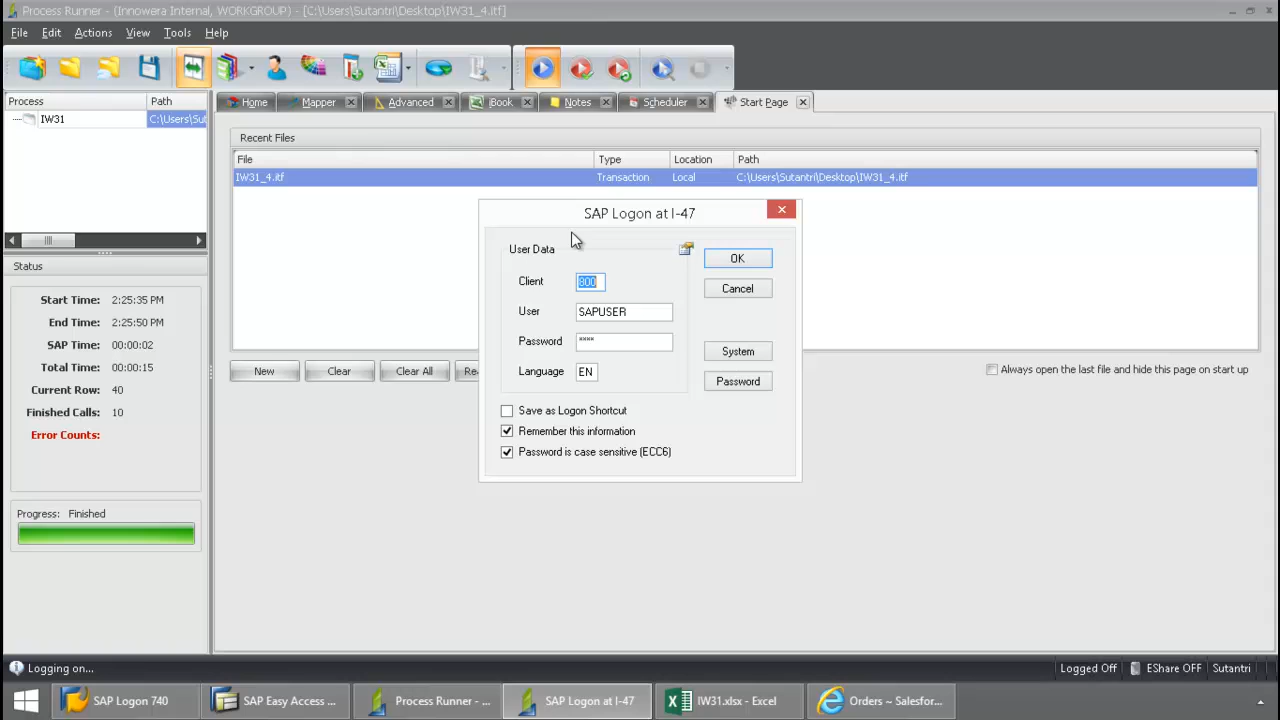 Process Runner - (Innowera Internal, WORKGROUP) - [C:\Users\Sutantri\Desktop\IW31_4.itf]
File Edit Actions View Tools Help
Process Path
IW31 C:\Users\Sut
Home Mapper Advanced iBook Notes Scheduler Start Page
Recent Files
File Type Location Path
IW31_4.itf Transaction Local C:\Users\Sutantri\Desktop\IW31_4.itf
SAP Logon at I-47
User Data
Client 800
User SAPUSER
Password ****
Language EN
OK
Cancel
System
Password
Save as Logon Shortcut
Remember this information
Password is case sensitive (ECC6)
New Clear Clear All Re
Always open the last file and hide this page on start up
Status
Start Time: 2:25:35 PM
End Time: 2:25:50 PM
SAP Time: 00:00:02
Total Time: 00:00:15
Current Row: 40
Finished Calls: 10
Error Counts:
Progress: Finished
Logging on... Logged Off EShare OFF Sutantri
SAP Logon 740 SAP Easy Access ... Process Runner - ... SAP Logon at I-47 IW31.xlsx - Excel Orders ~ Salesfor...